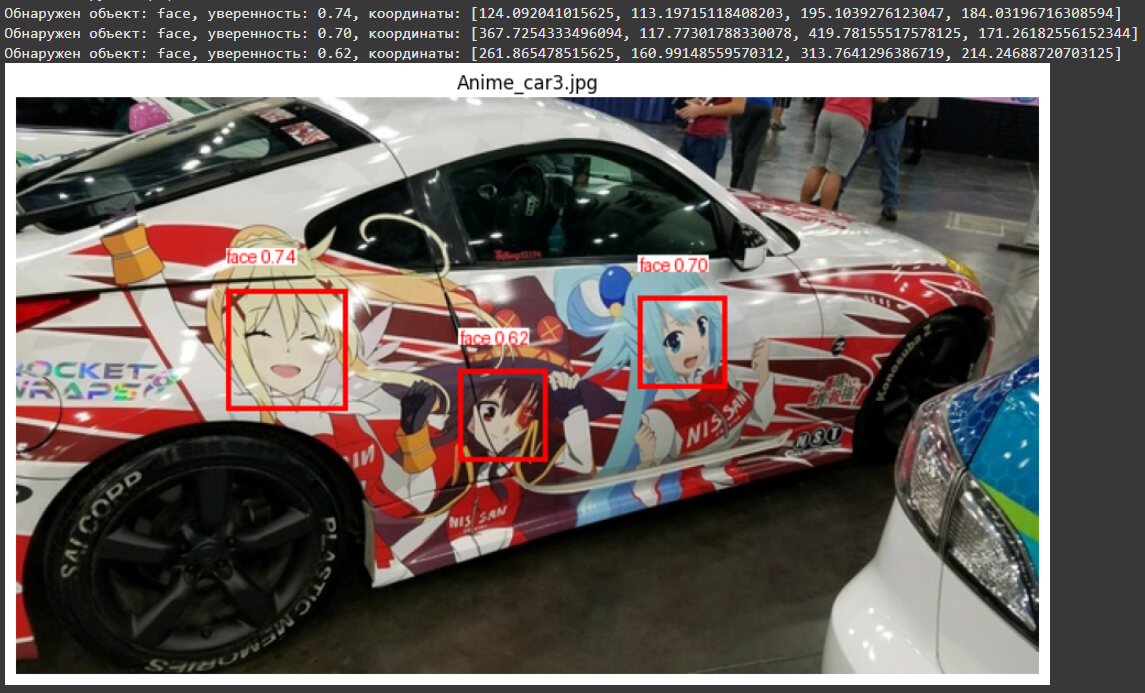 Обнаружен объект: face, уверенность: 0.74, координаты: [124.092041015625, 113.19715118408203, 195.1039276123047, 184.03196716308594]
Обнаружен объект: face, уверенность: 0.70, координаты: [367.7254333496094, 117.77301788330078, 419.78155517578125, 171.26182556152344]
Обнаружен объект: face, уверенность: 0.62, координаты: [261.865478515625, 160.99148559570312, 313.7641296386719, 214.24688720703125]
Anime_car3.jpg
face 0.74
face 0.70
face 0.62
Konosuba Z
ROCKET
WRAPS
NISSAN
NST
NISSAN
SALCORP
PLASTIC MEMORIES